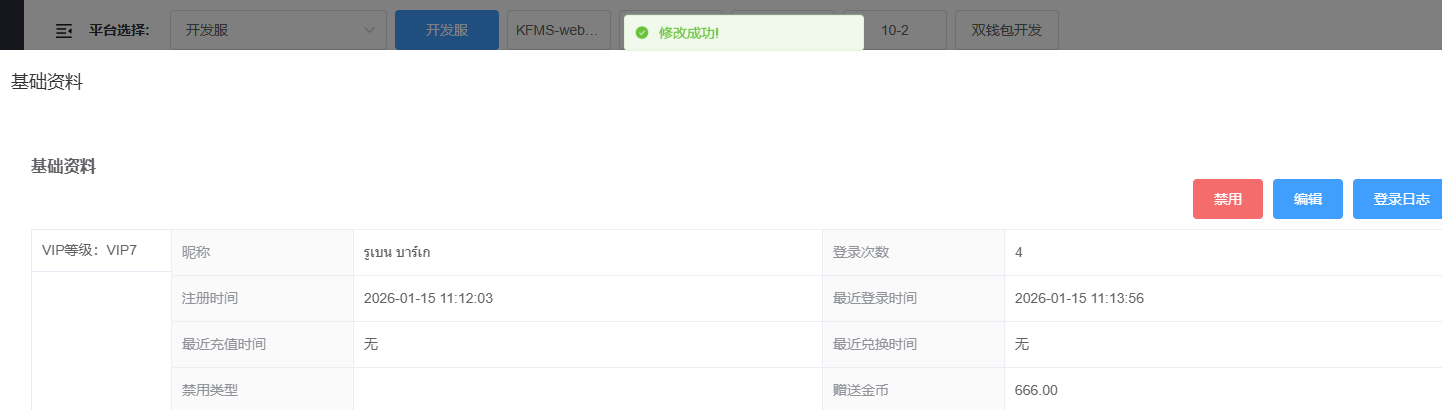 平台选择: 开发服 开发服 KFMS-web... 修改成功! 10-2 双钱包开发
基础资料
基础资料
禁用 编辑 登录日志
VIP等级：VIP7 昵称 รูเบน บาร์เก 登录次数 4
注册时间 2026-01-15 11:12:03 最近登录时间 2026-01-15 11:13:56
最近充值时间 无 最近兑换时间 无
禁用类型 赠送金币 666.00